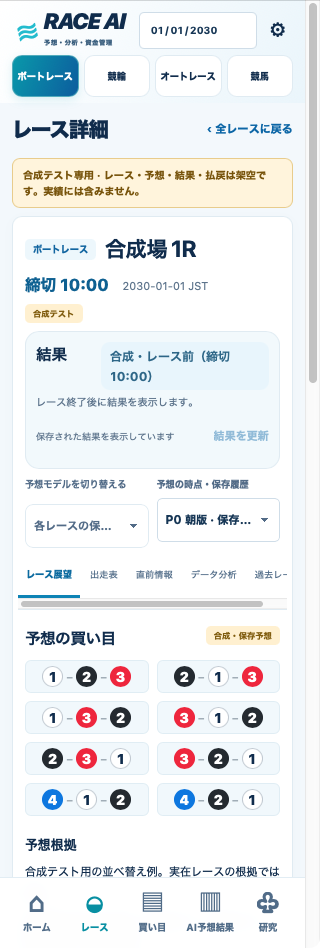 RACE AI
予想・分析・資金管理
01/01/2030
ボートレース
競輪
オートレース
競馬
レース詳細
‹ 全レースに戻る
合成テスト専用・レース・予想・結果・払戻は架空で
す。実績には含みません。
ボートレース
合成場 1R
締切 10:00
2030-01-01 JST
合成テスト
結果
合成・レース前（締切
10:00）
レース終了後に結果を表示します。
保存された結果を表示しています
結果を更新
予想モデルを切り替える
予想の時点・保存履歴
各レースの保...
P0 朝版・保存...
レース展望
出走表
直前情報
データ分析
過去レー
予想の買い目
合成・保存予想
1-2-3
2-1-3
1-3-2
3-1-2
2-3-1
3-2-1
4-1-2
4-2-1
予想根拠
合成テスト用の並べ替え例。実在レースの根拠では
ホーム
レース
買い目
AI予想結果
研究